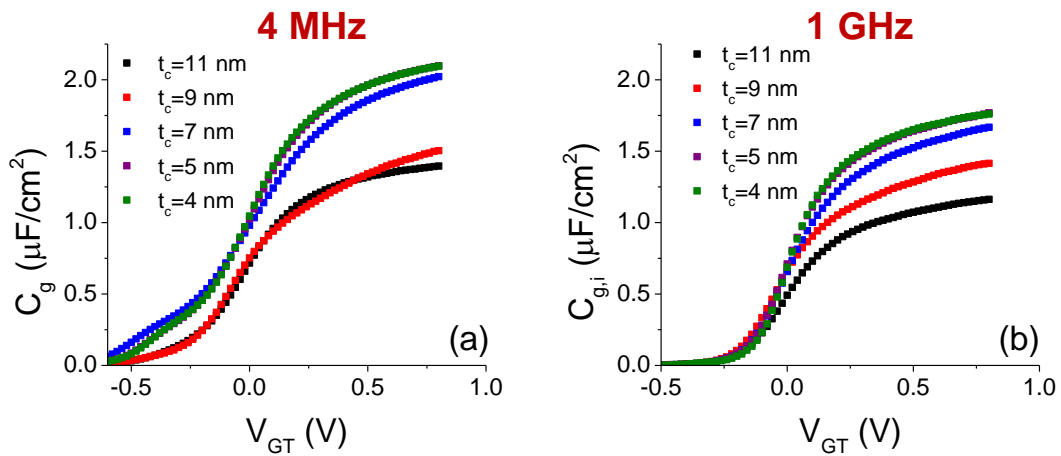 4 MHz
t_c=11 nm
t_c=9 nm
t_c=7 nm
t_c=5 nm
t_c=4 nm
2.0
1.5
1.0
0.5
0.0
C_g (μF/cm²)
-0.5 0.0 0.5 1.0
V_GT (V)
(a)
1 GHz
t_c=11 nm
t_c=9 nm
t_c=7 nm
t_c=5 nm
t_c=4 nm
2.0
1.5
1.0
0.5
0.0
C_g,i (μF/cm²)
-0.5 0.0 0.5 1.0
V_GT (V)
(b)